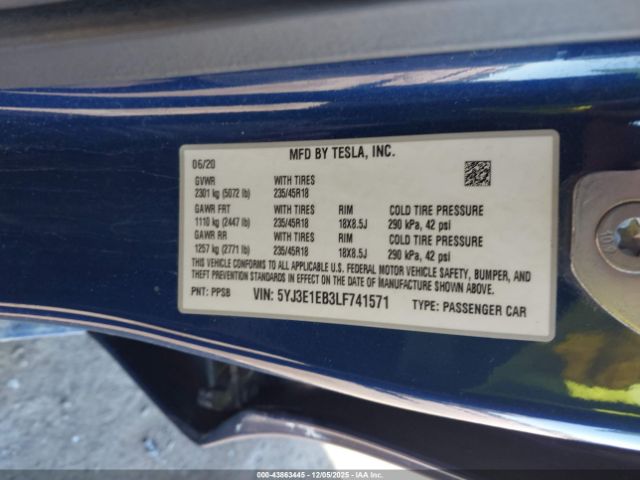 MFD BY TESLA, INC.
06/20
GVWR WITH TIRES
2301 kg (5072 lb) 235/45R18
GAWR FRT WITH TIRES RIM COLD TIRE PRESSURE
1110 kg (2447 lb) 235/45R18 18X8.5J 290 kPa, 42 psi
GAWR RR WITH TIRES RIM COLD TIRE PRESSURE
1257 kg (2771 lb) 235/45R18 18X8.5J 290 kPa, 42 psi
THIS VEHICLE CONFORMS TO ALL APPLICABLE U.S. FEDERAL MOTOR VEHICLE SAFETY, BUMPER, AND
THEFT PREVENTION STANDARDS IN EFFECT ON THE DATE OF MANUFACTURE SHOWN ABOVE.
PNT: PPSB VIN: 5YJ3E1EB3LF741571 TYPE: PASSENGER CAR
000-43863445 - 12/05/2025 - IAAI.COM